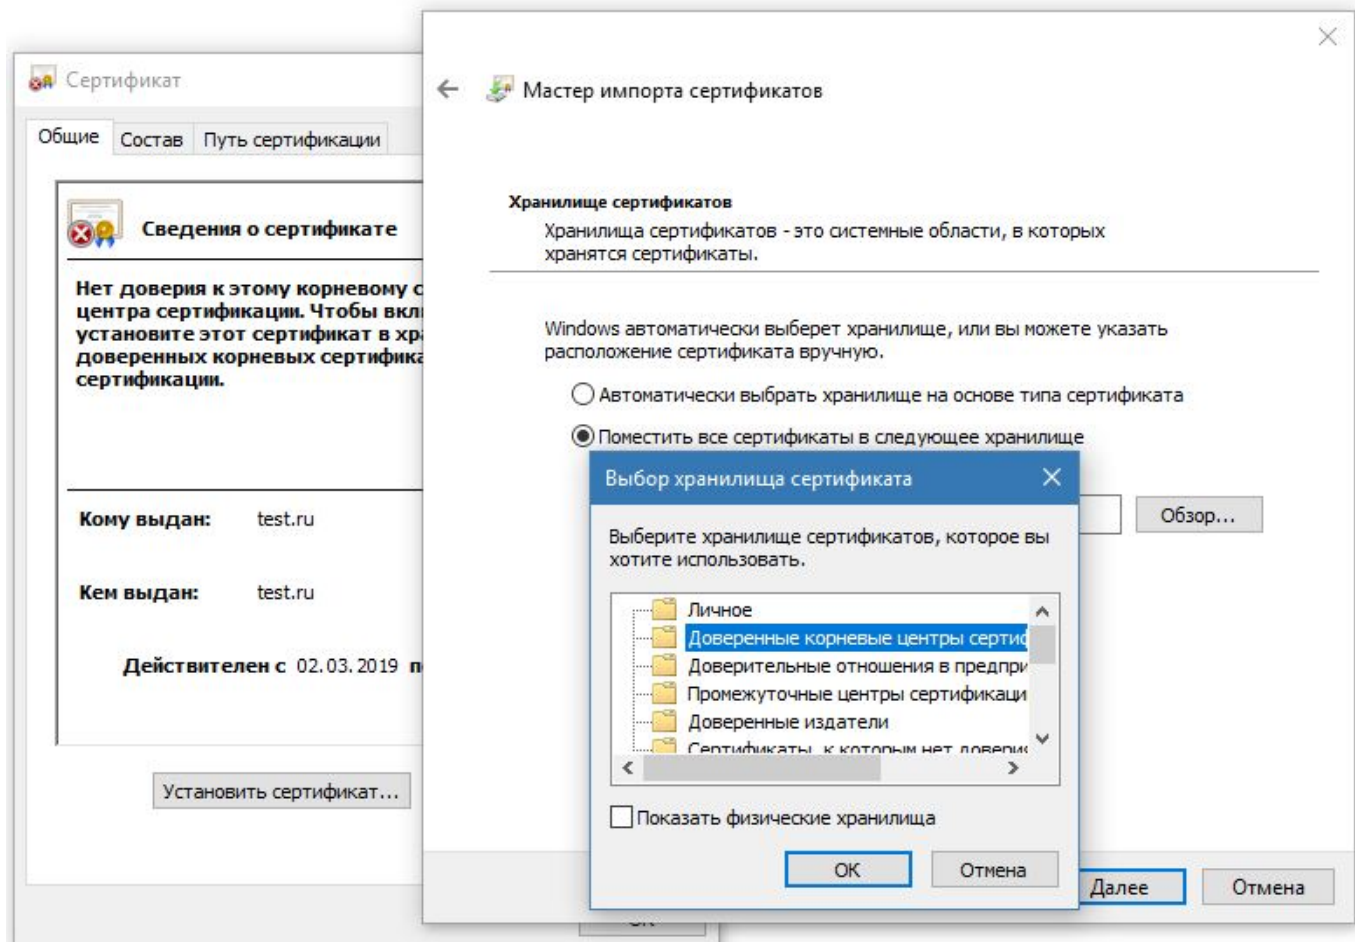 Сертификат
Общие
Состав
Путь сертификации
Сведения о сертификате
Нет доверия к этому корневому
центра сертификации. Чтобы
установите этот сертификат в
доверенных корневых
сертификации.
Кому выдан: test.ru
Кем выдан: test.ru
Действителен с 02.03.2019
Установить сертификат...
Мастер импорта сертификатов
Хранилище сертификатов
Хранилища сертификатов - это системные области, в которых
хранятся сертификаты.
Windows автоматически выберет хранилище, или вы можете указать
расположение сертификата вручную.
Автоматически выбрать хранилище на основе типа сертификата
Поместить все сертификаты в следующее хранилище
Обзор...
Выбор хранилища сертификата
Выберите хранилище сертификатов, которое вы
хотите использовать.
Личное
Доверенные корневые центры
Доверительные отношения в
Промежуточные центры
Доверенные издатели
Сертификаты, к которым нет доверия
Показать физические хранилища
ОК
Отмена
Далее
Отмена